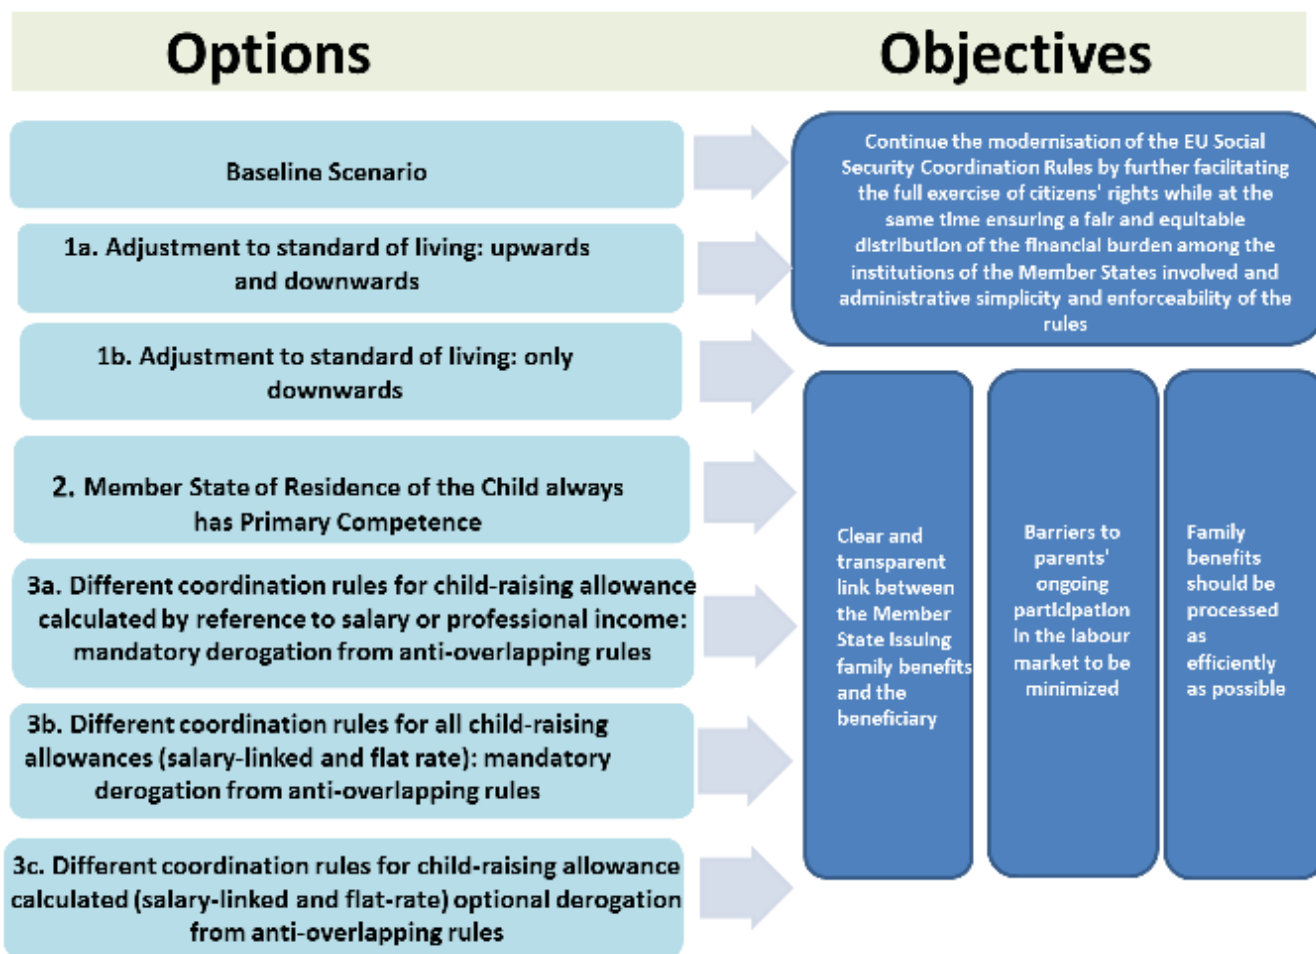 Options
Objectives
Baseline Scenario
1a. Adjustment to standard of living: upwards
and downwards
1b. Adjustment to standard of living: only
downwards
2. Member State of Residence of the Child always
has Primary Competence
3a. Different coordination rules for child-raising allowance
calculated by reference to salary or professional income:
mandatory derogation from anti-overlapping rules
3b. Different coordination rules for all child-raising
allowances (salary-linked and flat rate): mandatory
derogation from anti-overlapping rules
3c. Different coordination rules for child-raising allowance
calculated (salary-linked and flat-rate) optional derogation
from anti-overlapping rules
Continue the modernisation of the EU Social
Security Coordination Rules by further facilitating
the full exercise of citizens' rights while at the
same time ensuring a fair and equitable
distribution of the financial burden among the
institutions of the Member States involved and
administrative simplicity and enforceability of the
rules
Clear and
transparent
link between
the Member
State issuing
family benefits
and the
beneficiary
Barriers to
parents'
ongoing
participation
in the labour
market to be
minimized
Family
benefits
should be
processed
as
efficiently
as possible